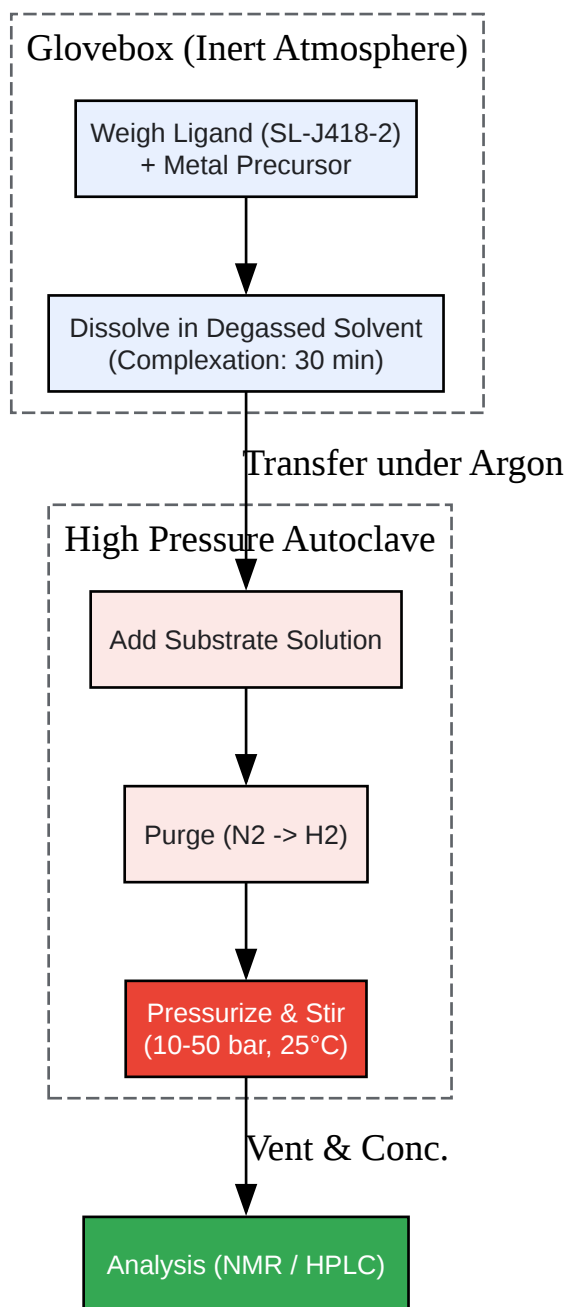 Glovebox (Inert Atmosphere)
Weigh Ligand (SL-J418-2)
+ Metal Precursor
Dissolve in Degassed Solvent
(Complexation: 30 min)
Transfer under Argon
High Pressure Autoclave
Add Substrate Solution
Purge (N2 -> H2)
Pressurize & Stir
(10-50 bar, 25°C)
Vent & Conc.
Analysis (NMR / HPLC)